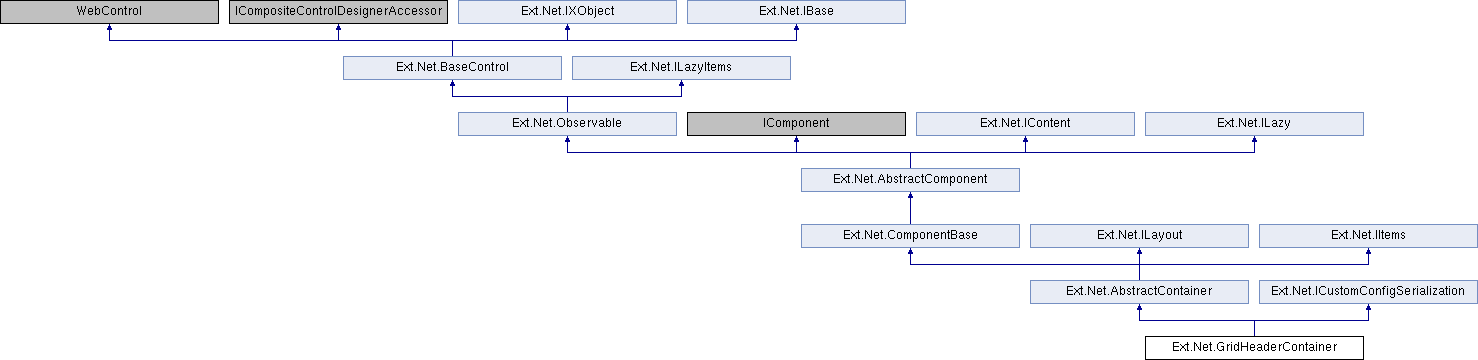 WebControl
ICompositeControlDesignerAccessor
Ext.Net.IXObject
Ext.Net.IBase
Ext.Net.BaseControl
Ext.Net.ILazyItems
Ext.Net.Observable
IComponent
Ext.Net.IContent
Ext.Net.ILazy
Ext.Net.AbstractComponent
Ext.Net.ComponentBase
Ext.Net.ILayout
Ext.Net.IItems
Ext.Net.AbstractContainer
Ext.Net.ICustomConfigSerialization
Ext.Net.GridHeaderContainer